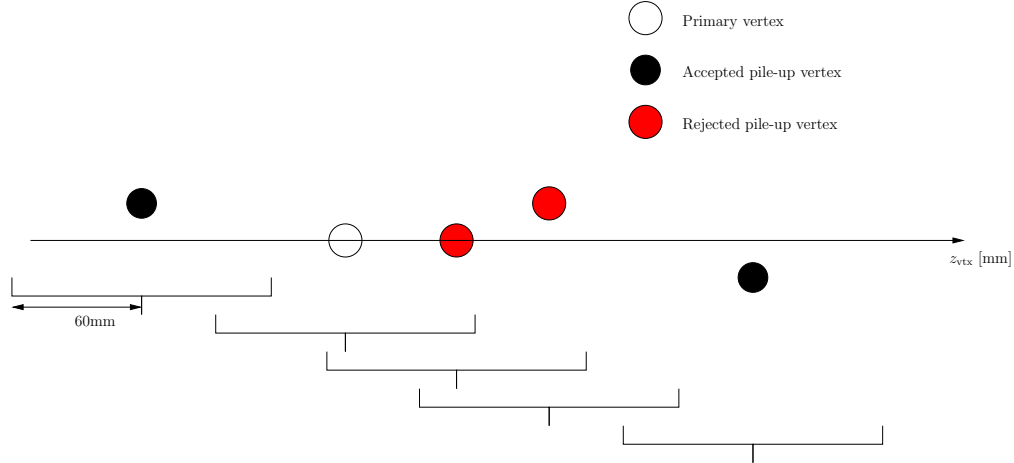 Primary vertex
Accepted pile-up vertex
Rejected pile-up vertex
z_vtx [mm]
60mm